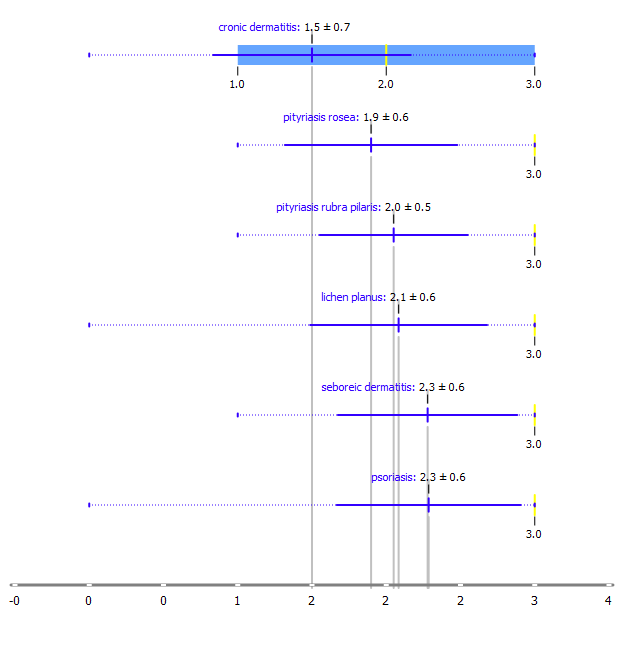 cronic dermatitis: 1.5 ± 0.7
1.0 2.0 3.0
pityriasis rosea: 1.9 ± 0.6
3.0
pityriasis rubra pilaris: 2.0 ± 0.5
3.0
lichen planus: 2.1 ± 0.6
3.0
seboreic dermatitis: 2.3 ± 0.6
3.0
psoriasis: 2.3 ± 0.6
3.0
-0 0 0 1 2 2 2 3 4